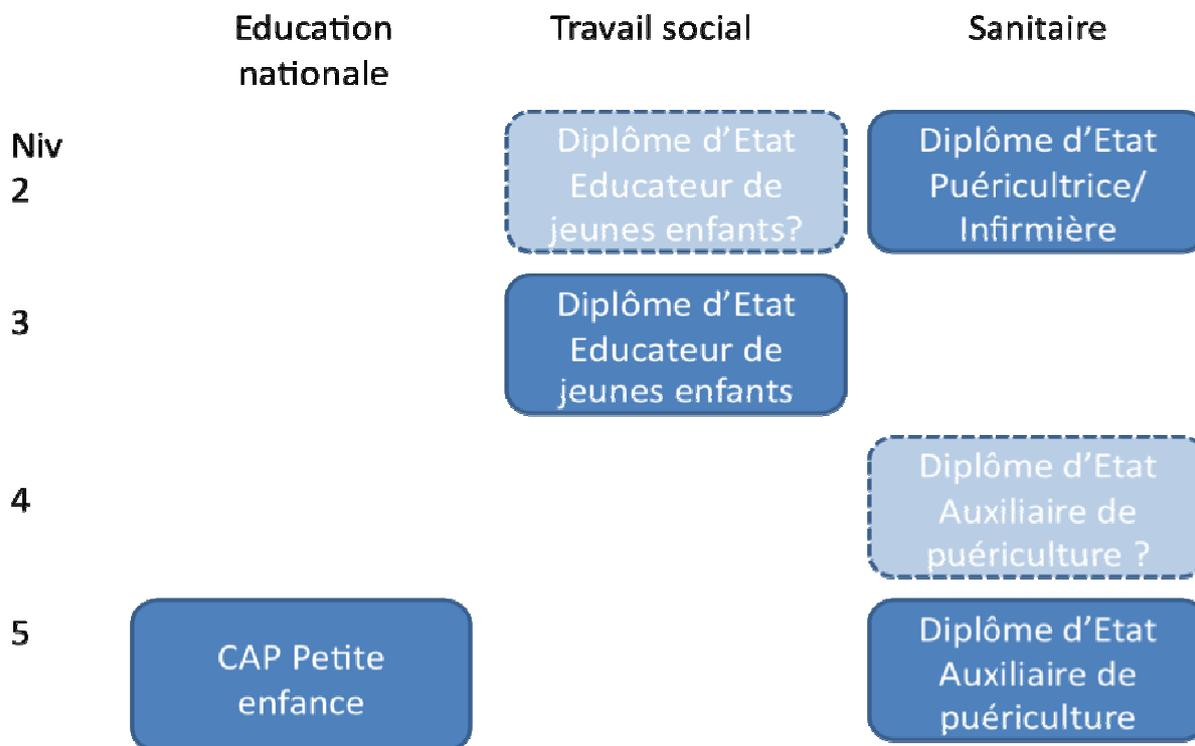 Education
nationale
Travail social
Sanitaire
Niv
2
Diplôme d'Etat
Educateur de
jeunes enfants?
Diplôme d'Etat
Puéricultrice/
Infirmière
3
Diplôme d'Etat
Educateur de
jeunes enfants
4
Diplôme d'Etat
Auxiliaire de
puériculture ?
5
CAP Petite
enfance
Diplôme d'Etat
Auxiliaire de
puériculture